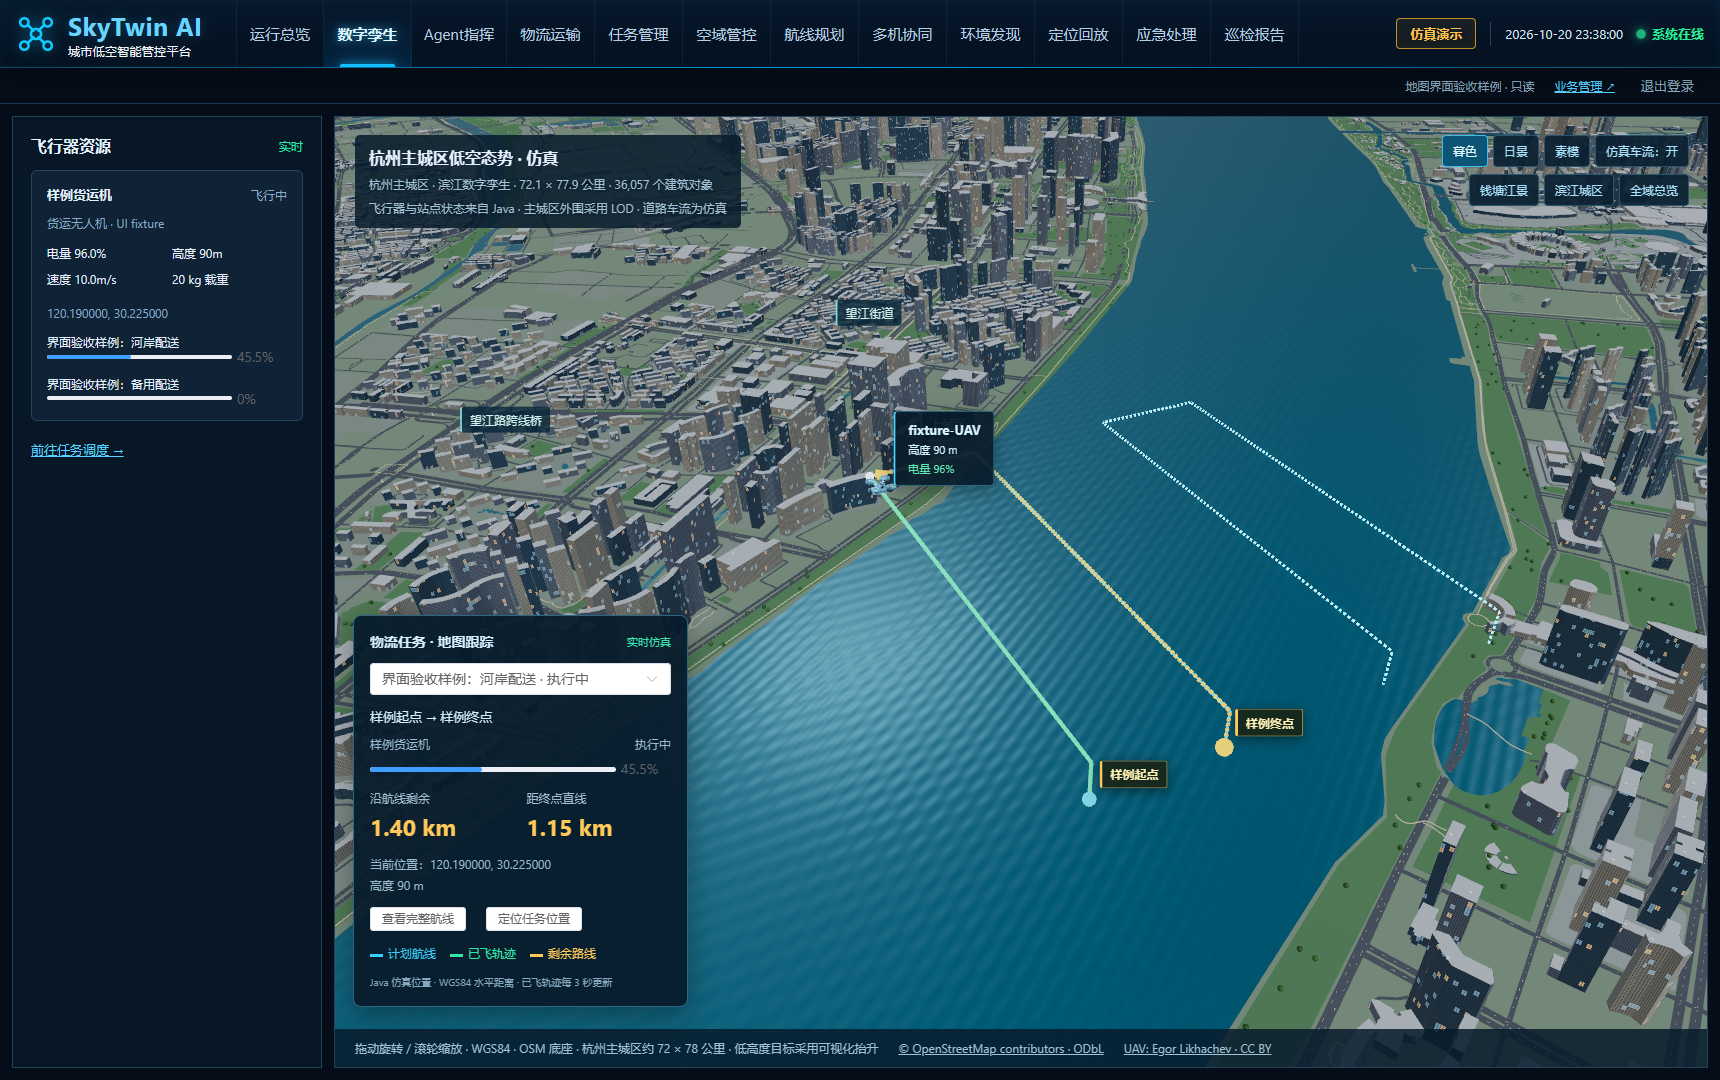 SkyTwin AI
城市低空智能管控平台
运行总览 数字孪生 Agent指挥 物流运输 任务管理 空域管控 航线规划 多机协同 环境发现 定位回放 应急处理 巡检报告
仿真演示 2026-10-20 23:38:00 系统在线
地图界面验收样例 · 只读 业务管理 ↗ 退出登录
飞行器资源 实时
样例货运机 飞行中
货运无人机 · UI fixture
电量 96.0% 高度 90m
速度 10.0m/s 20 kg 载重
120.190000, 30.225000
界面验收样例：河岸配送
45.5%
界面验收样例：备用配送
0%
前往任务调度 →
杭州主城区低空态势 · 仿真
杭州主城区 · 滨江数字孪生 · 72.1 × 77.9 公里 · 36,057 个建筑对象
飞行器与站点状态来自 Java · 主城区外围采用 LOD · 道路车流为仿真
暮色 日景 素模 仿真车流：开
钱塘江景 滨江城区 全域总览
望江街道
望江路跨线桥
fixture-UAV
高度 90 m
电量 96%
样例终点
样例起点
物流任务 · 地图跟踪 实时仿真
界面验收样例：河岸配送 · 执行中
样例起点 → 样例终点
样例货运机 执行中
45.5%
沿航线剩余 距终点直线
1.40 km 1.15 km
当前位置：120.190000, 30.225000
高度 90 m
查看完整航线 定位任务位置
计划航线 已飞轨迹 剩余路线
Java 仿真位置 · WGS84 水平距离 · 已飞轨迹每 3 秒更新
拖动旋转 / 滚轮缩放 · WGS84 · OSM 底座 · 杭州主城区约 72 × 78 公里 · 低高度目标采用可视化抬升 © OpenStreetMap contributors · ODbL UAV: Egor Likhachev · CC BY